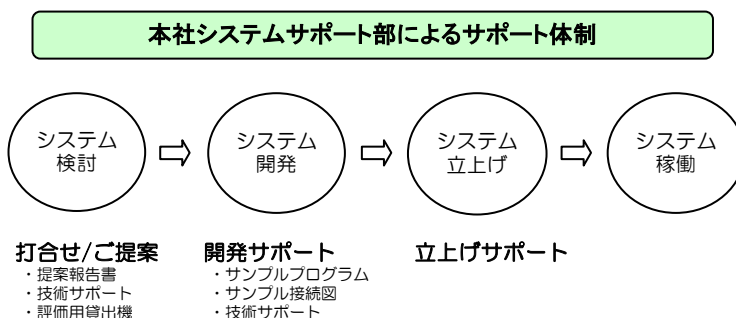 本社システムサポート部によるサポート体制
システム
検討
システム
開発
システム
立上げ
システム
稼働
打合せ/ご提案
・提案報告書
・技術サポート
・評価用貸出機
開発サポート
・サンプルプログラム
・サンプル接続図
・技術サポート
立上げサポート